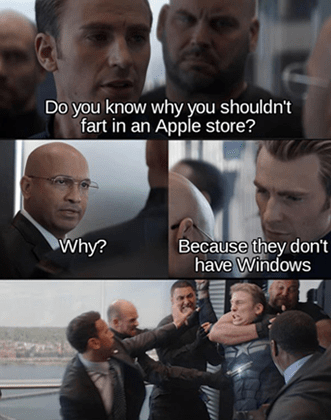 Do you know why you shouldn't
fart in an Apple store?
Why?
Because they don't
have Windows